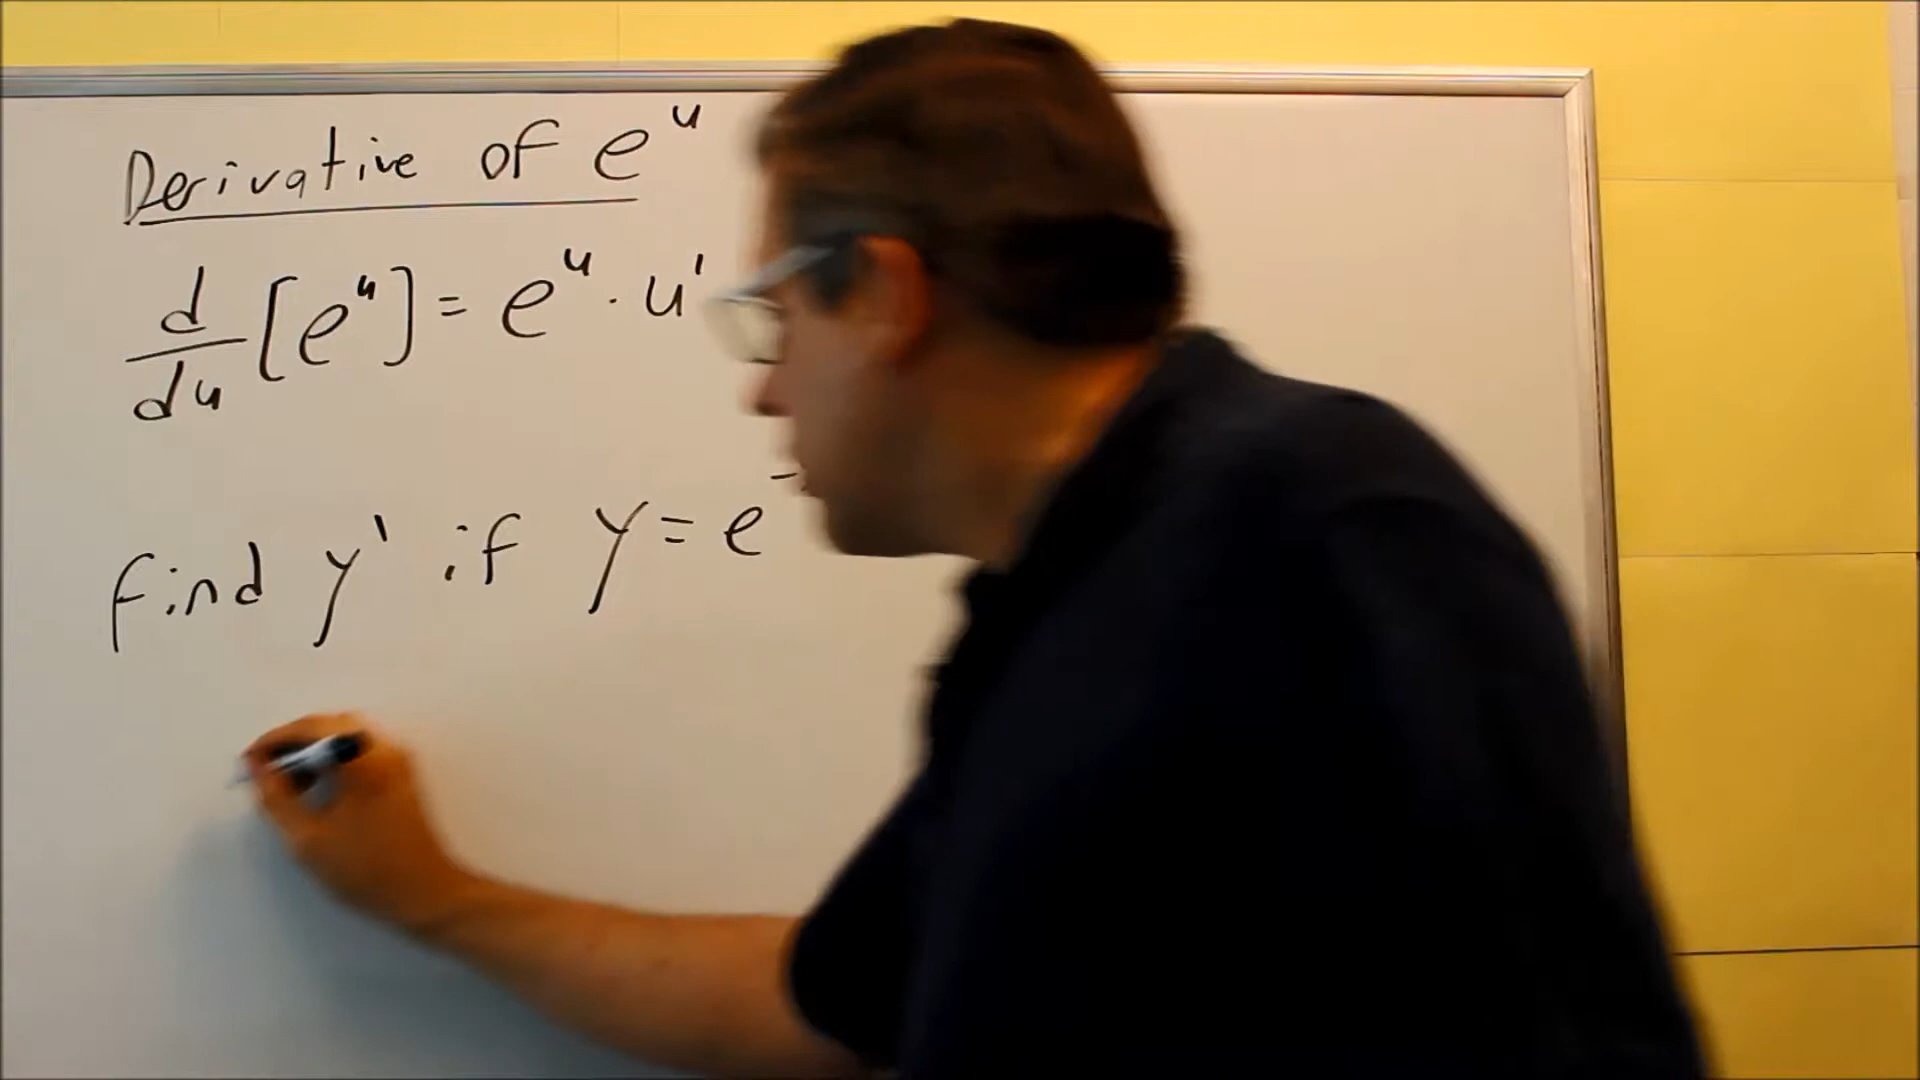 Derivative of e^u
d/du [e^u] = e^u · u'
find y' if y = e^-